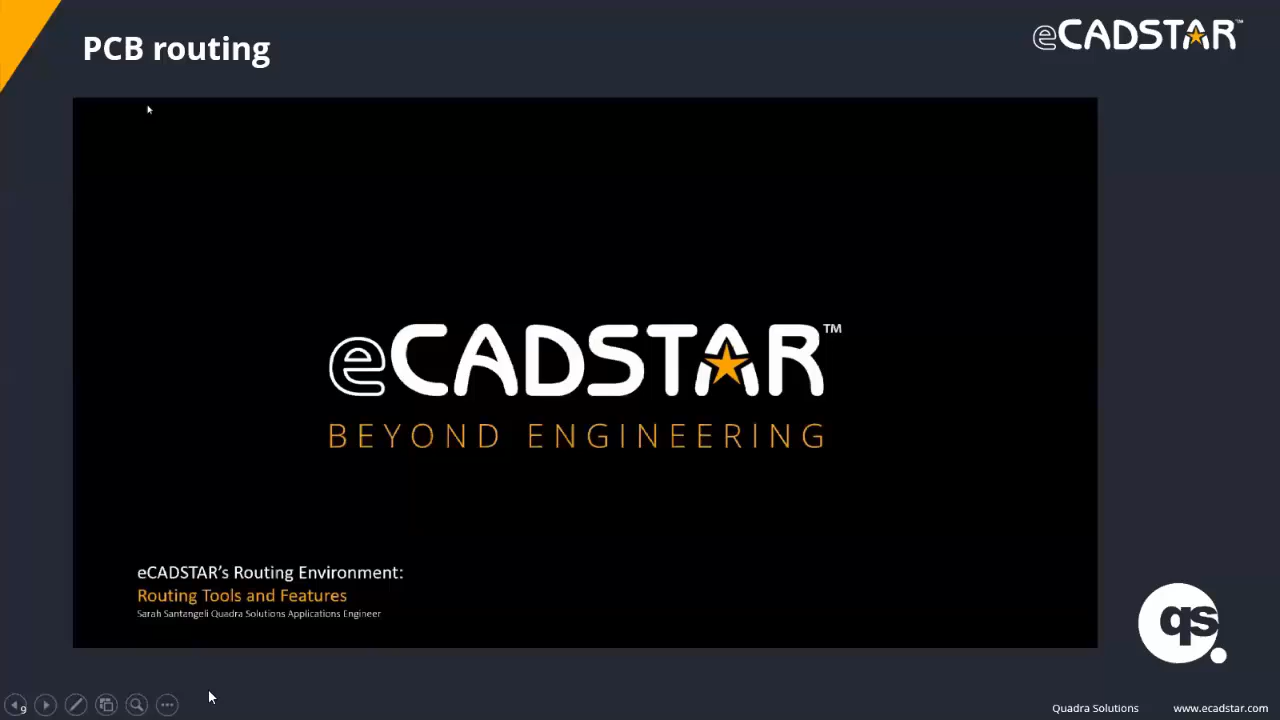 PCB routing
eCADSTAR™
eCADSTAR™
BEYOND ENGINEERING
eCADSTAR's Routing Environment:
Routing Tools and Features
Sarah Santangeli Quadra Solutions Applications Engineer
qs
9
Quadra Solutions www.ecadstar.com